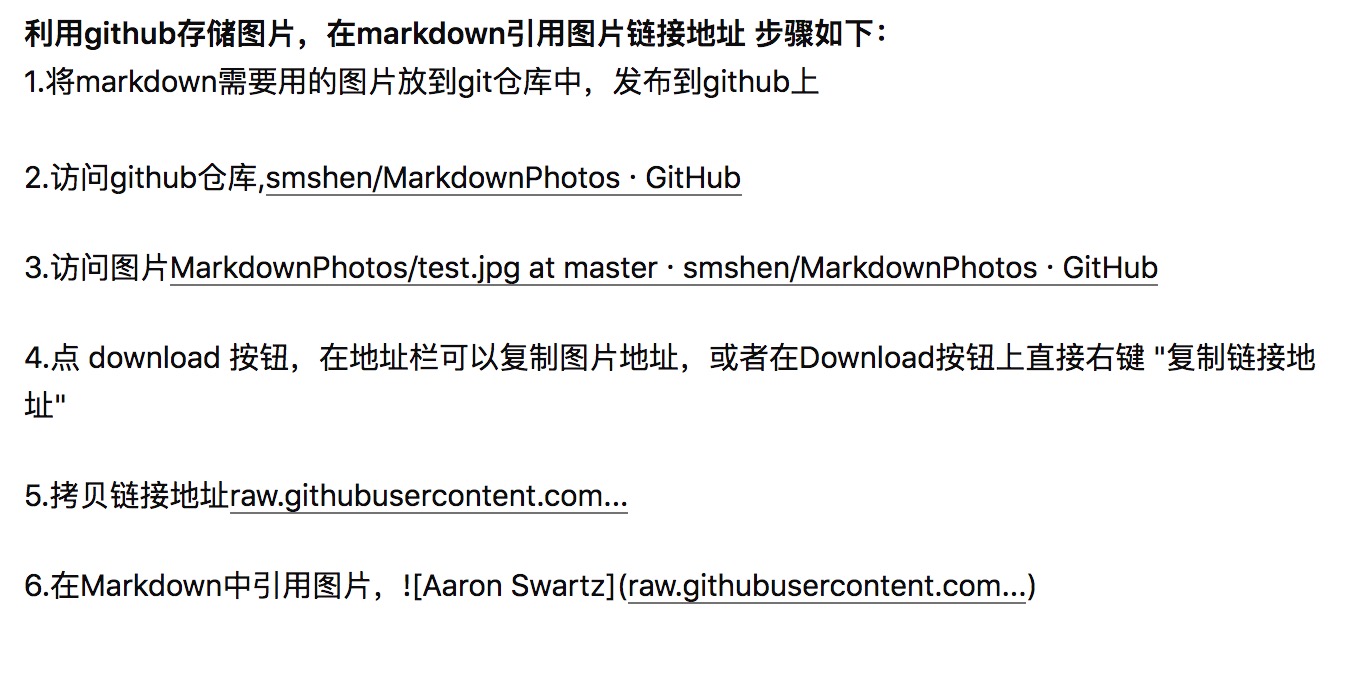 利用github存储图片，在markdown引用图片链接地址 步骤如下：
1.将markdown需要用的图片放到git仓库中，发布到github上
2.访问github仓库,smshen/MarkdownPhotos · GitHub
3.访问图片MarkdownPhotos/test.jpg at master · smshen/MarkdownPhotos · GitHub
4.点 download 按钮，在地址栏可以复制图片地址，或者在Download按钮上直接右键 "复制链接地
址"
5.拷贝链接地址raw.githubusercontent.com...
6.在Markdown中引用图片，![Aaron Swartz](raw.githubusercontent.com...)